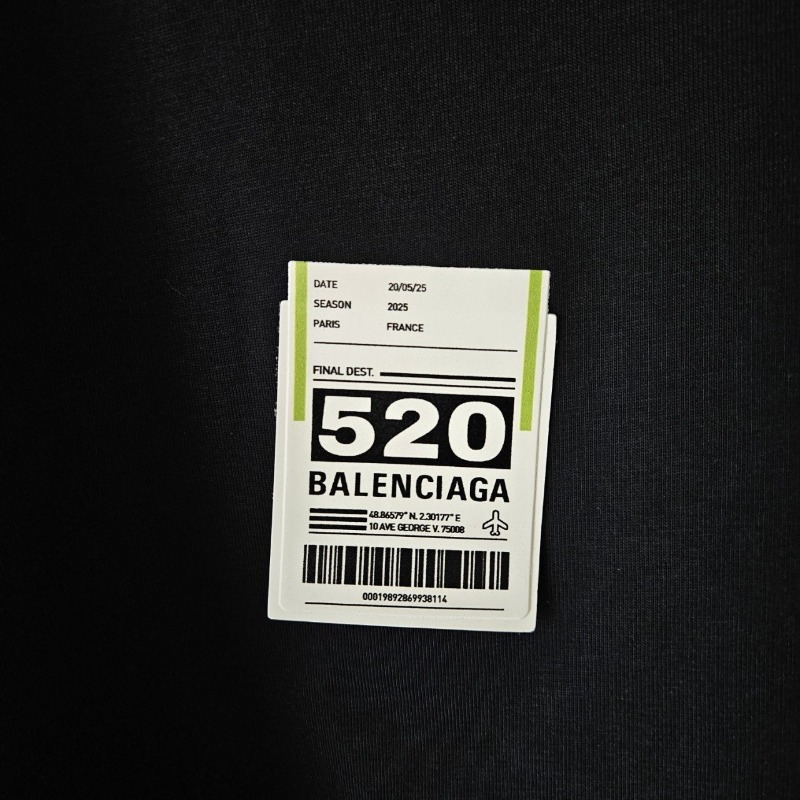 DATE 20/05/25
SEASON 2025
PARIS FRANCE
FINAL DEST.
520
BALENCIAGA
48.86579° N. 2.30177° E
10 AVE GEORGE V. 75008
00019892869938114